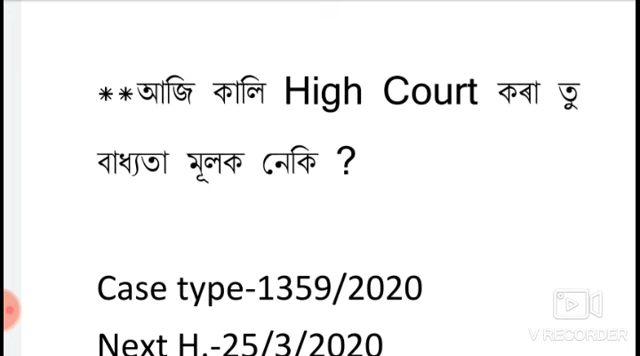 **আজি কালি High Court কৰা তু
বাধ্যতা মূলক নেকি ?
Case type-1359/2020
Next H.-25/3/2020
V RECORDER